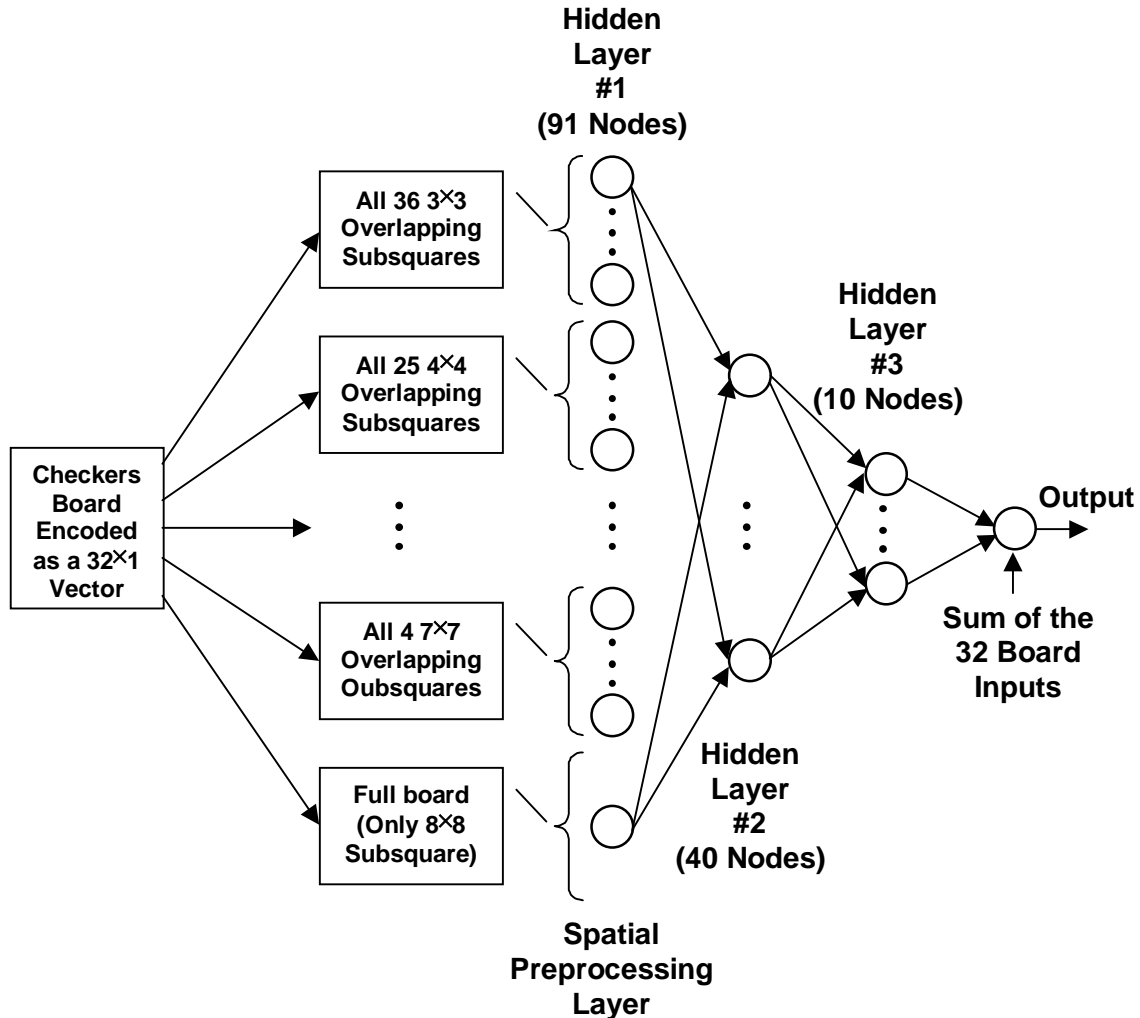 Hidden
Layer
#1
(91 Nodes)
All 36 3×3
Overlapping
Subsquares
All 25 4×4
Overlapping
Subsquares
Checkers
Board
Encoded
as a 32×1
Vector
All 4 7×7
Overlapping
Oubsquares
Full board
(Only 8×8
Subsquare)
Spatial
Preprocessing
Layer
Hidden
Layer
#2
(40 Nodes)
Hidden
Layer
#3
(10 Nodes)
Output
Sum of the
32 Board
Inputs